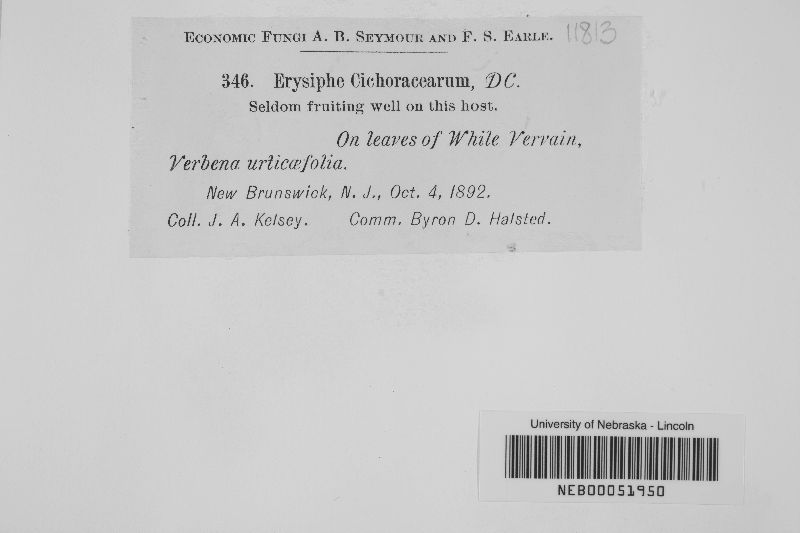 Economic Fungi A. B. Seymour and F. S. Earle. 11813
346. Erysiphe Cichoracearum, DC.
Seldom fruiting well on this host.
On leaves of White Vervain,
Verbena urticæfolia.
New Brunswick, N. J., Oct. 4, 1892.
Coll. J. A. Kelsey. Comm. Byron D. Halsted.
University of Nebraska - Lincoln
NEB00051950